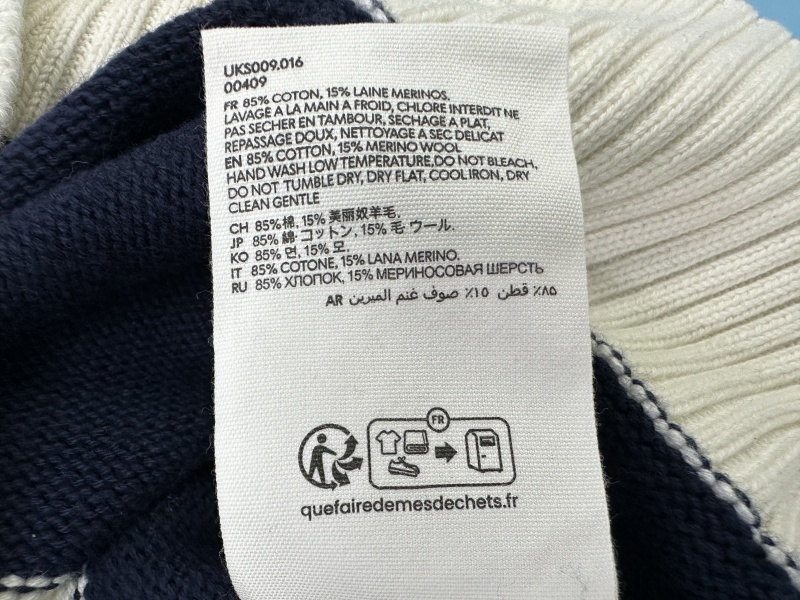 UKS009.016
00409
FR 85% COTON, 15% LAINE MERINOS.
LAVAGE A LA MAIN A FROID, CHLORE INTERDIT NE
PAS SECHER EN TAMBOUR, SECHAGE A PLAT,
REPASSAGE DOUX, NETTOYAGE A SEC DELICAT
EN 85% COTTON, 15% MERINO WOOL
HAND WASH LOW TEMPERATURE,DO NOT BLEACH,
DO NOT TUMBLE DRY, DRY FLAT, COOL IRON, DRY
CLEAN GENTLE
CH 85%棉, 15% 美丽奴羊毛.
JP 85% 綿·コットン, 15% 毛·ウール.
KO 85% 면, 15% 모.
IT 85% COTONE, 15% LANA MERINO.
RU 85% ХЛОПОК, 15% МЕРИНОСОВАЯ ШЕРСТЬ
٨٥٪ قطن ١٥٪ صوف غنم الميرين AR
FR
quefairedemesdechets.fr